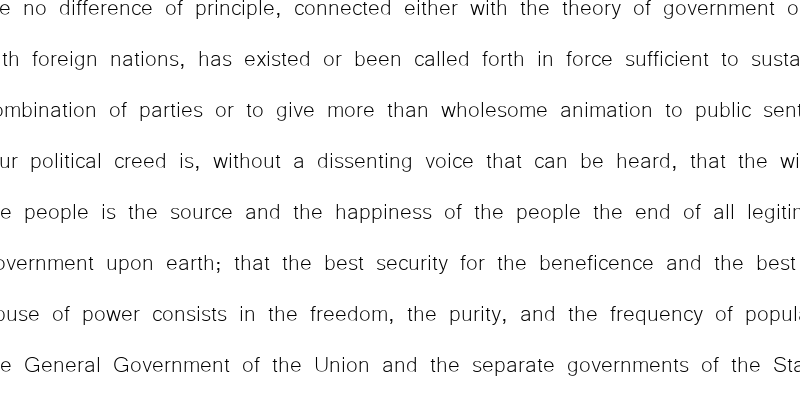 e no difference of principle, connected either with the theory of government o
th foreign nations, has existed or been called forth in force sufficient to susta
ombination of parties or to give more than wholesome animation to public sent
ur political creed is, without a dissenting voice that can be heard, that the wi
e people is the source and the happiness of the people the end of all legitim
overnment upon earth; that the best security for the beneficence and the best
buse of power consists in the freedom, the purity, and the frequency of popula
e General Government of the Union and the separate governments of the Sta